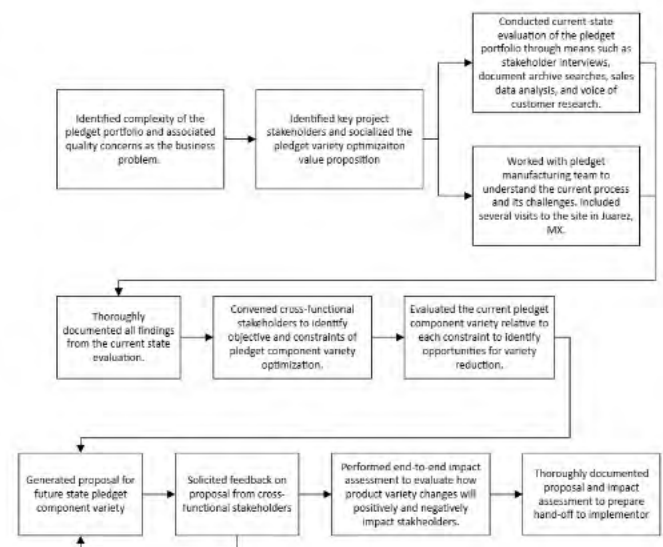 Identified complexity of the
pledget portfolio and associated
quality concerns as the business
problem.
Identified key project
stakeholders and socialized the
pledget variety optimizaiton
value proposition
Conducted current-state
evaluation of the pledget
portfolio through means such as
stakeholder interviews,
document archive searches, sales
data analysis, and voice of
customer research.
Worked with pledget
manufacturing team to
understand the current process
and its challenges. Included
several visits to the site in Juarez,
MX.
Thoroughly
documented all findings
from the current state
evaluation.
Convened cross-functional
stakeholders to identify
objective and constraints of
pledget component variety
optimization.
Evaluated the current pledget
component variety relative to
each constraint to identify
opportunities for variety
reduction.
Generated proposal for
future state pledget
component variety
Solicited feedback on
proposal from cross-
functional stakeholders
Performed end-to-end impact
assessment to evaluate how
product variety changes will
positively and negatively
impact stakheolders.
Thoroughly documented
proposal and impact
assessment to prepare
hand-off to implementor